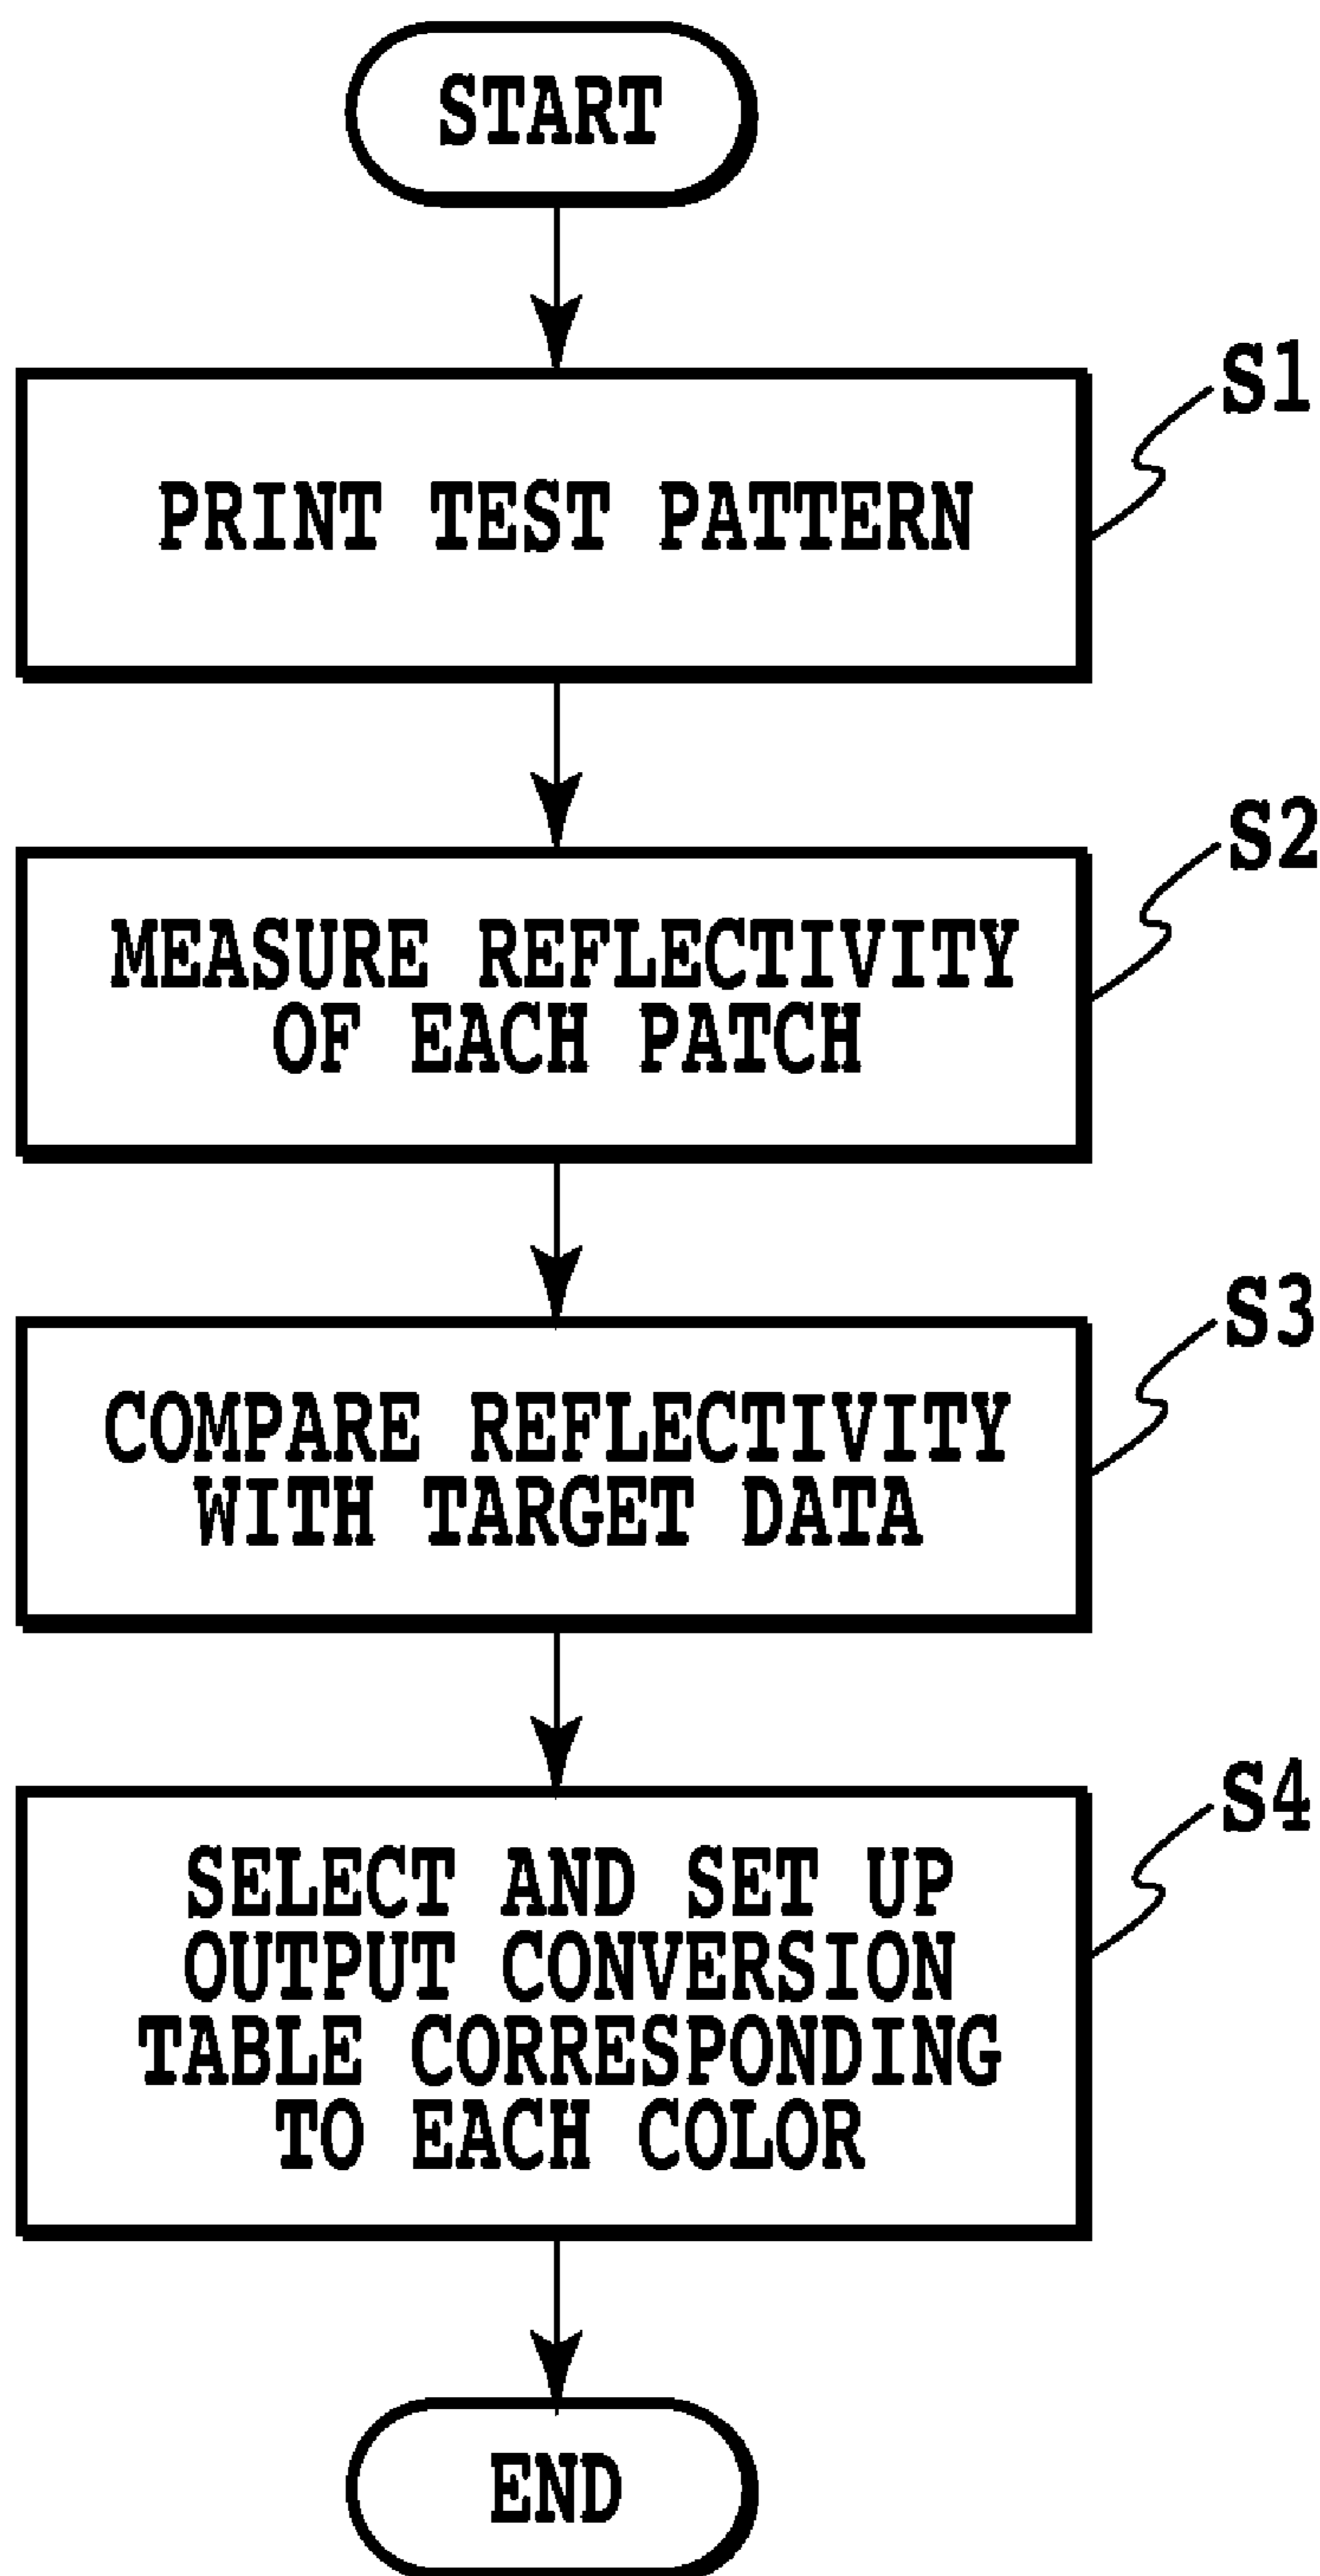 START
S1
PRINT TEST PATTERN
S2
MEASURE REFLECTIVITY
OF EACH PATCH
S3
COMPARE REFLECTIVITY
WITH TARGET DATA
S4
SELECT AND SET UP
OUTPUT CONVERSION
TABLE CORRESPONDING
TO EACH COLOR
END